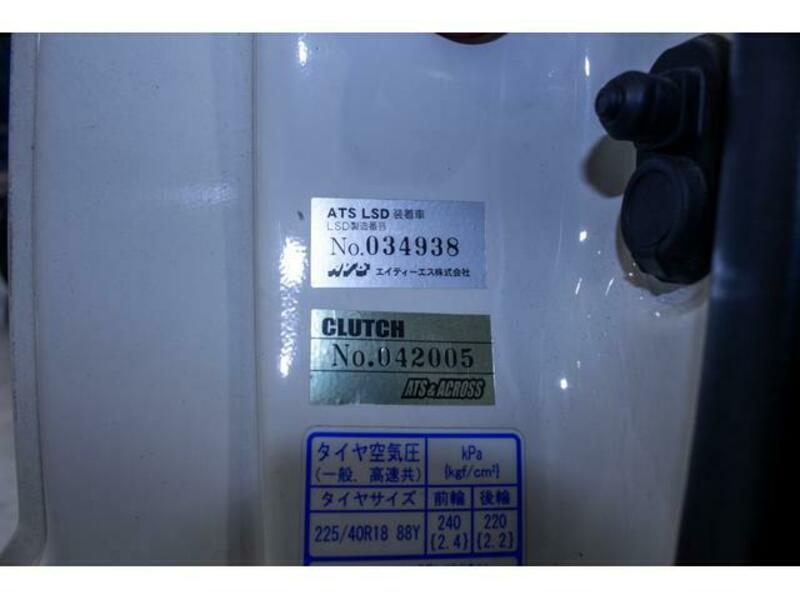 ATS LSD 装着車
LSD製造番号
No.034938
ATS エイティーエス株式会社
CLUTCH
No.042005
ATS&ACROSS
タイヤ空気圧
(一般、高速共)
kPa
{kgf/cm²}
タイヤサイズ 前輪 後輪
225/40R18 88Y 240 220
{2.4} {2.2}